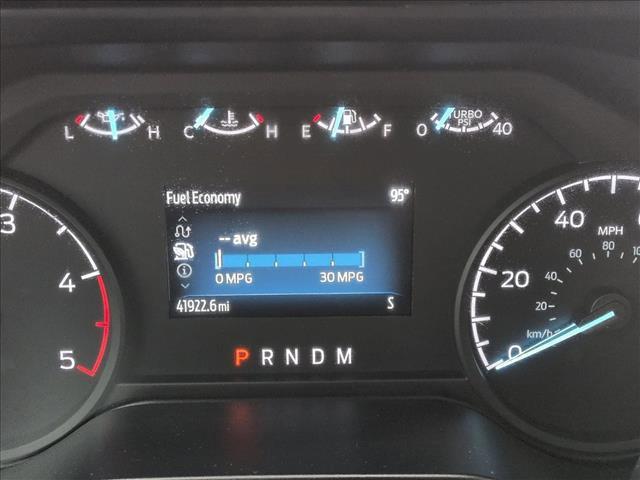 L H C H E F 0 TURBO PSI 40
Fuel Economy 95°
-- avg
0 MPG 30 MPG
41922.6 mi S
P R N D M
3
4
5
40
MPH
60 80
20
40
20
km/h
0